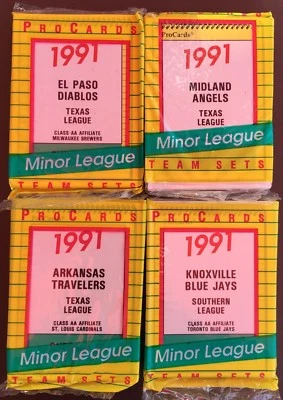 PROCARDS
1991
EL PASO
DIABLOS
TEXAS
LEAGUE
CLASS AA AFFILIATE
MILWAUKEE BREWERS
Minor League
TEAM SETS
ProCards
1991
MIDLAND
ANGELS
TEXAS
LEAGUE
Minor League
TEAM SETS
PROCARDS
1991
ARKANSAS
TRAVELERS
TEXAS
LEAGUE
CLASS AA AFFILIATE
ST. LOUIS CARDINALS
Minor League
TEAM SETS
PROCARDS
1991
KNOXVILLE
BLUE JAYS
SOUTHERN
LEAGUE
CLASS AA AFFILIATE
TORONTO BLUE JAYS
Minor League
TEAM SETS